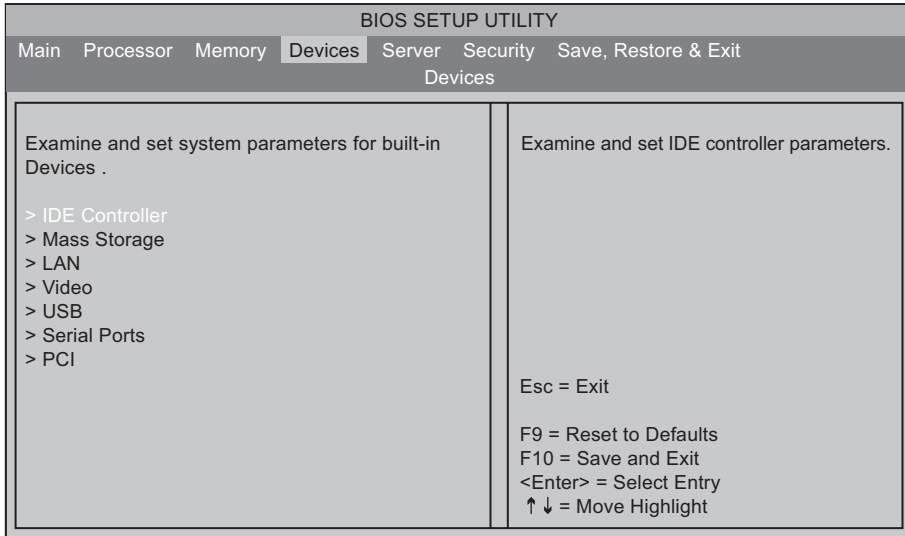 BIOS SETUP UTILITY
Main Processor Memory Devices Server Security Save, Restore & Exit
Devices
Examine and set system parameters for built-in
Devices .
> IDE Controller
> Mass Storage
> LAN
> Video
> USB
> Serial Ports
> PCI
Examine and set IDE controller parameters.
Esc = Exit
F9 = Reset to Defaults
F10 = Save and Exit
<Enter> = Select Entry
↑↓ = Move Highlight